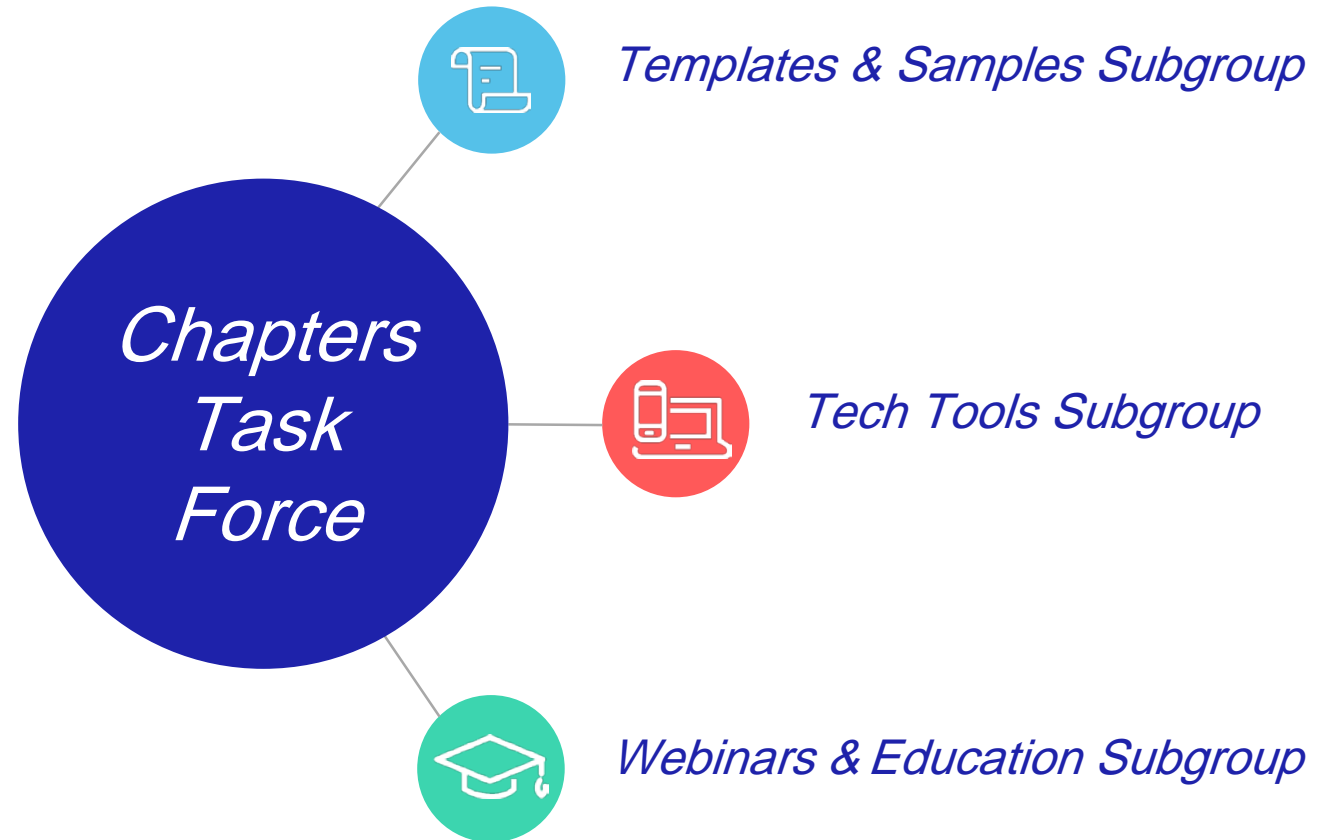 Templates & Samples Subgroup
Chapters
Task
Force
Tech Tools Subgroup
Webinars & Education Subgroup